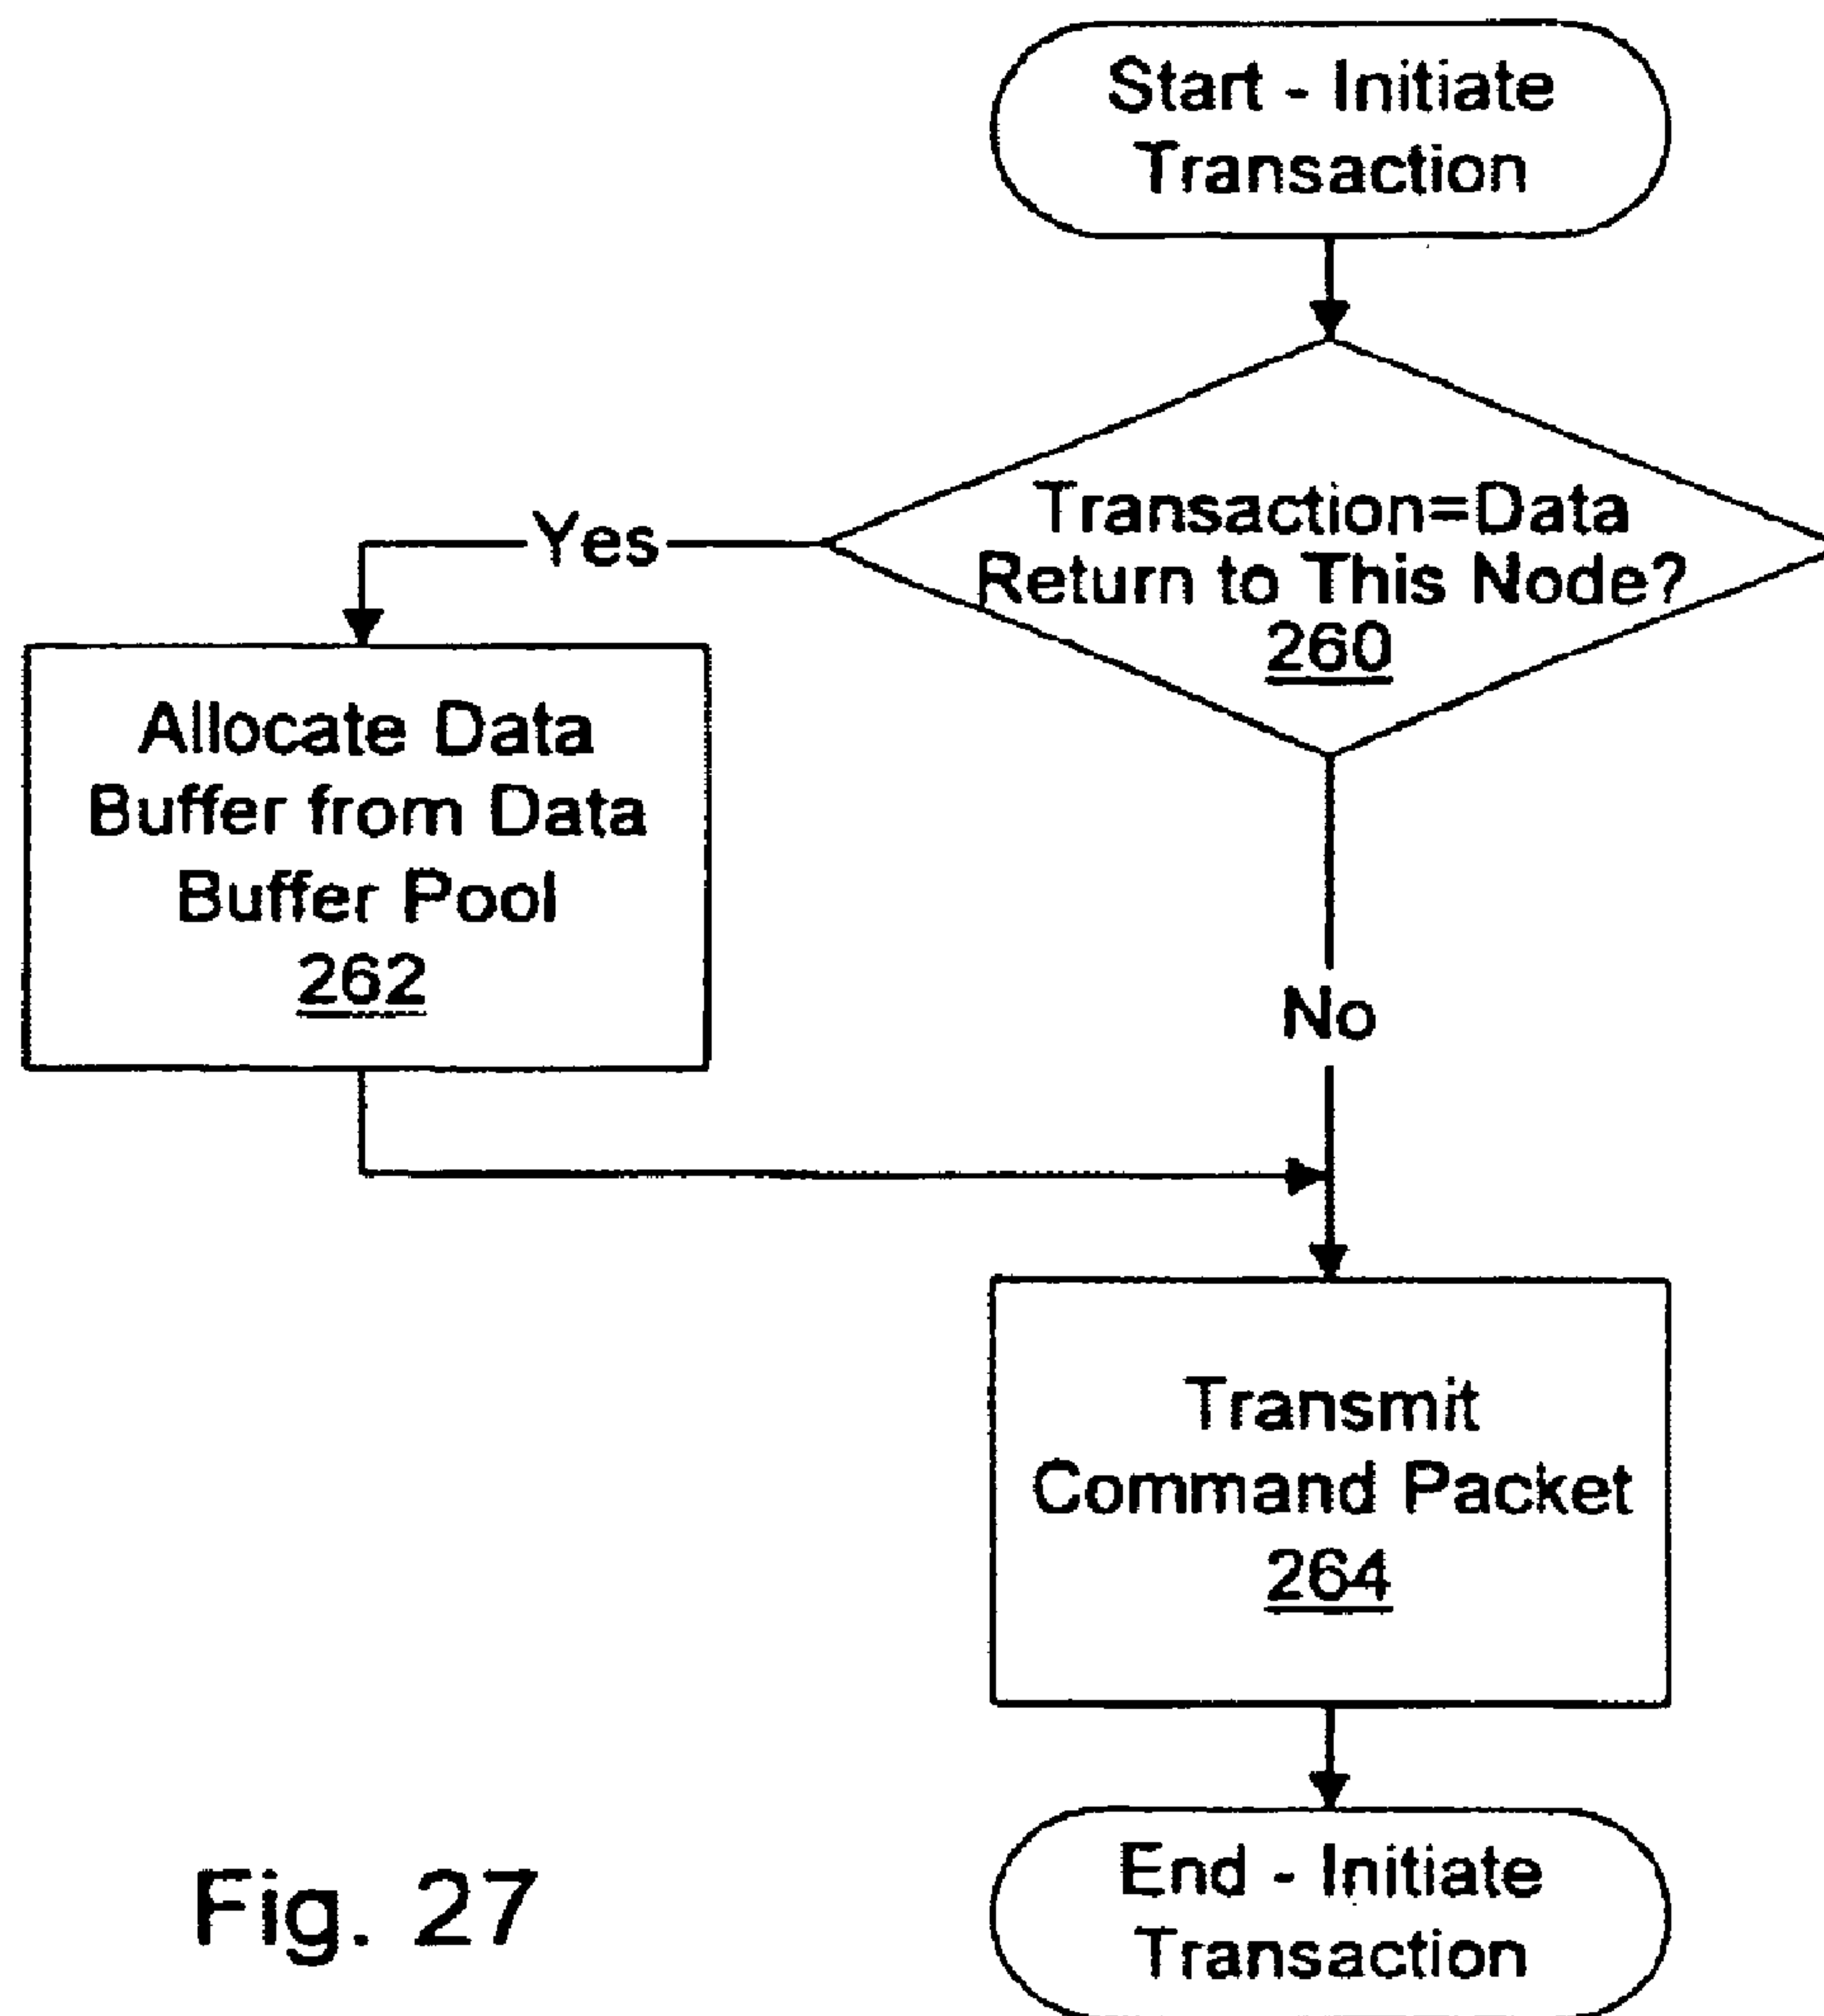 Start - Initiate
Transaction
Transaction=Data
Return to This Node?
260
Yes
Allocate Data
Buffer from Data
Buffer Pool
262
No
Transmit
Command Packet
264
End - Initiate
Transaction
Fig. 27